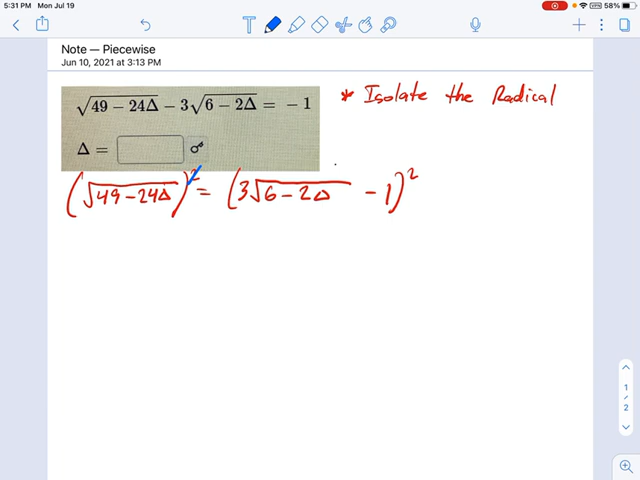 5:31 PM Mon Jul 19
VPN 58%
Note — Piecewise
Jun 10, 2021 at 3:13 PM
√49 − 24Δ − 3√6 − 2Δ = − 1
Δ =
* Isolate the Radical
(√49 − 24Δ)² = (3√6 − 2Δ − 1)²
1
/
2